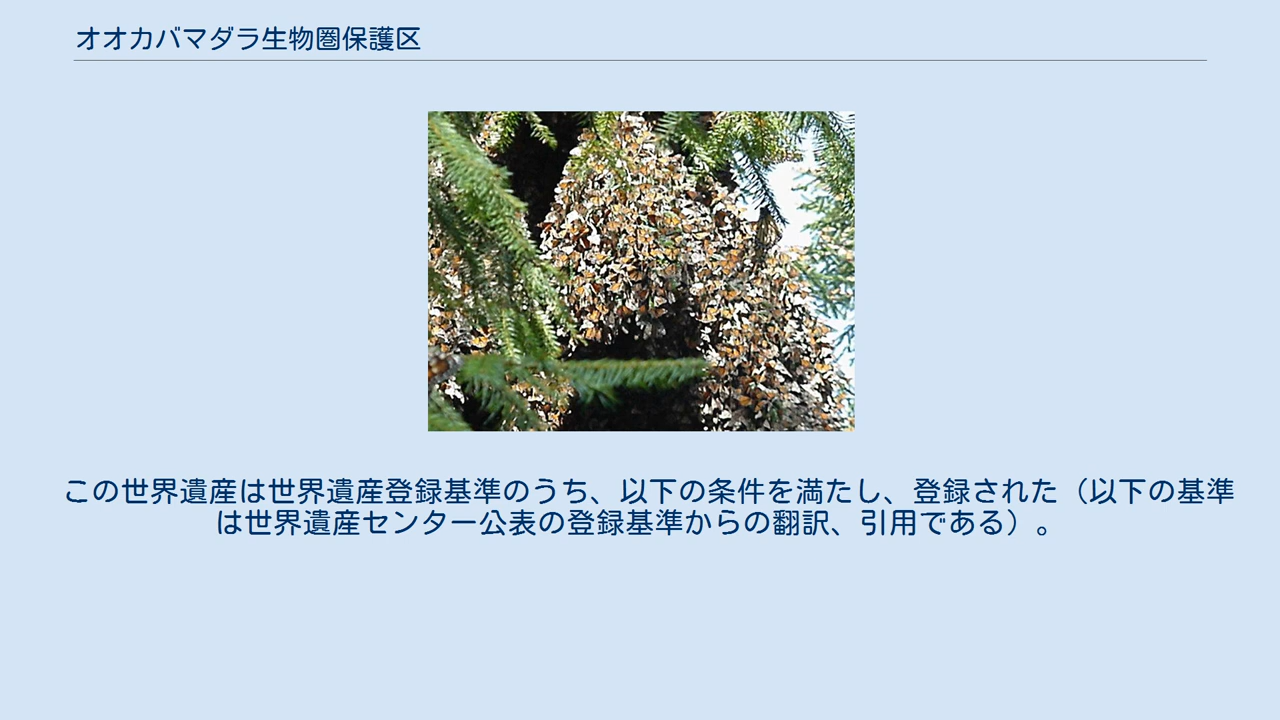 オオカバマダラ生物圏保護区
この世界遺産は世界遺産登録基準のうち、以下の条件を満たし、登録された（以下の基準
は世界遺産センター公表の登録基準からの翻訳、引用である）。